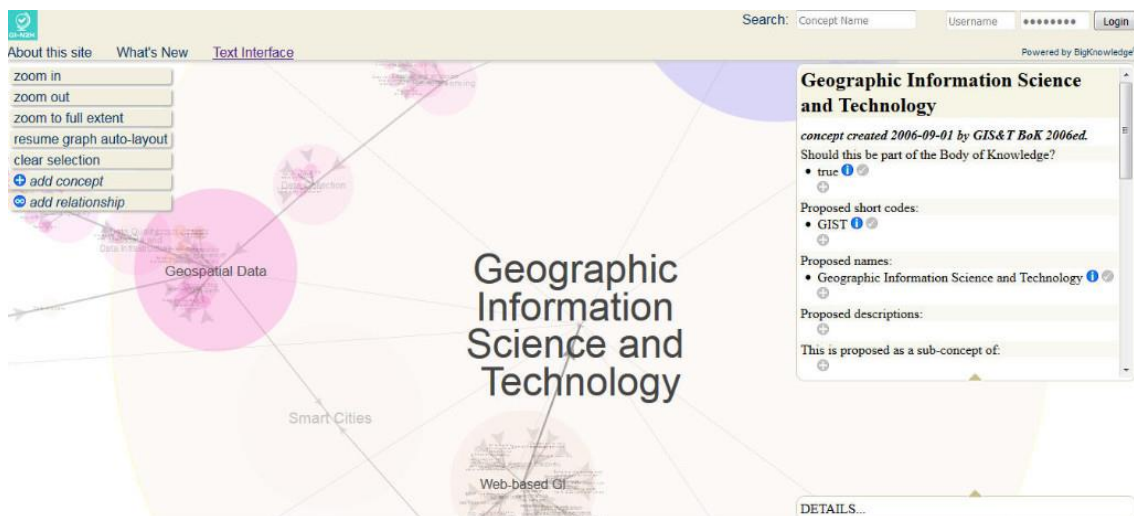 GI-N2K
Search:
Concept Name
Username
Login
About this site
What's New
Text Interface
Powered by BigKnowledge
zoom in
zoom out
zoom to full extent
resume graph auto-layout
clear selection
add concept
add relationship
Data Collection
Geospatial Data
Geographic
Information
Science and
Technology
Smart Cities
Web-based GI
Geographic Information Science
and Technology
concept created 2006-09-01 by GIS&T BoK 2006ed.
Should this be part of the Body of Knowledge?
• true
Proposed short codes:
• GIST
Proposed names:
• Geographic Information Science and Technology
Proposed descriptions:
This is proposed as a sub-concept of:
DETAILS...